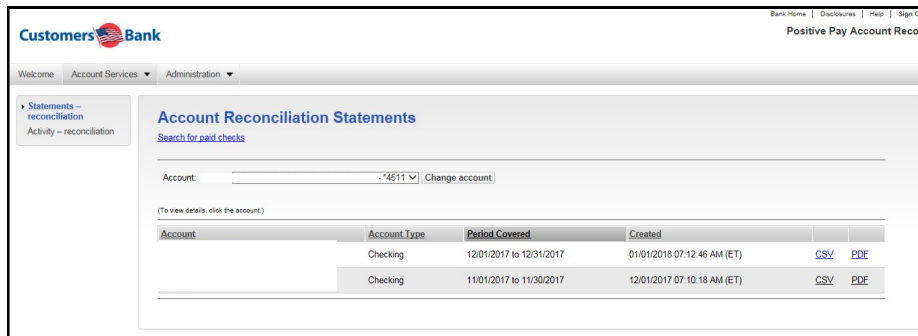 Bank Home | Disclosures | Help | Sign
Customers Bank
Positive Pay Account
Welcome Account Services Administration
Statements –
reconciliation
Activity – reconciliation
Account Reconciliation Statements
Search for paid checks
Account: - *4511 Change account
(To view details, click the account.)
Account Account Type Period Covered Created
Checking 12/01/2017 to 12/31/2017 01/01/2018 07:12:46 AM (ET) CSV PDF
Checking 11/01/2017 to 11/30/2017 12/01/2017 07:10:18 AM (ET) CSV PDF